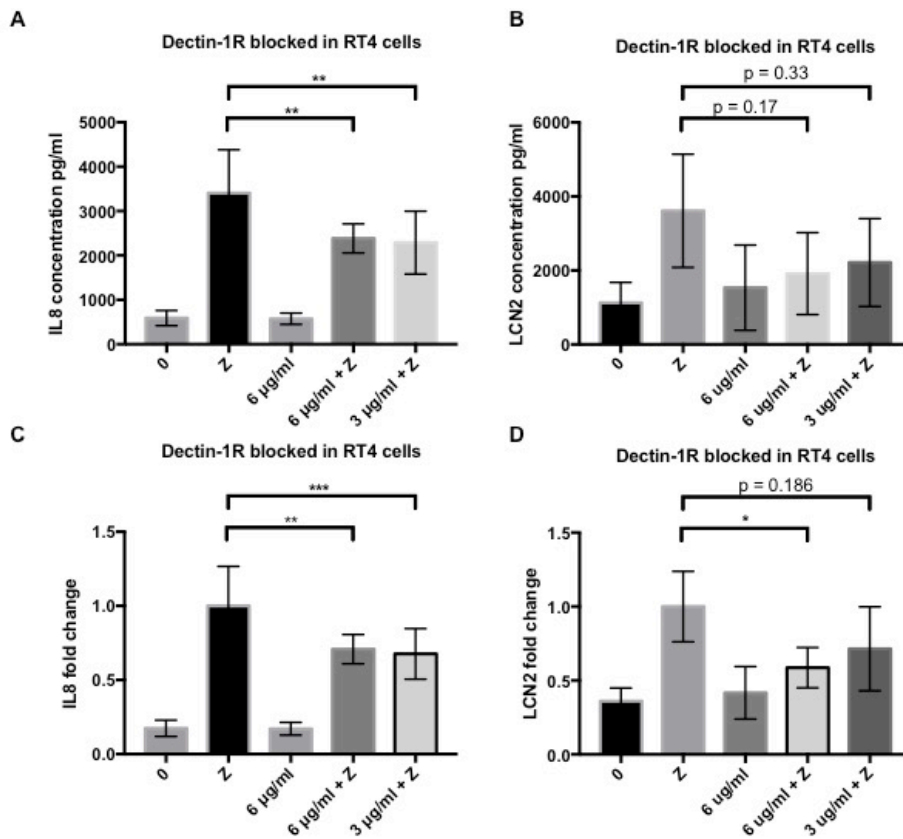 A
Dectin-1R blocked in RT4 cells
**
**
IL8 concentration pg/ml
5000
4000
3000
2000
1000
0
0
Z
6 µg/ml
6 µg/ml + Z
3 µg/ml + Z
B
Dectin-1R blocked in RT4 cells
p = 0.33
p = 0.17
LCN2 concentration pg/ml
6000
4000
2000
0
0
Z
6 ug/ml
6 ug/ml + Z
3 ug/ml + Z
C
Dectin-1R blocked in RT4 cells
***
**
IL8 fold change
1.5
1.0
0.5
0.0
0
Z
6 µg/ml
6 µg/ml + Z
3 µg/ml + Z
D
Dectin-1R blocked in RT4 cells
p = 0.186
*
LCN2 fold change
1.5
1.0
0.5
0.0
0
Z
6 ug/ml
6 ug/ml + Z
3 ug/ml + Z